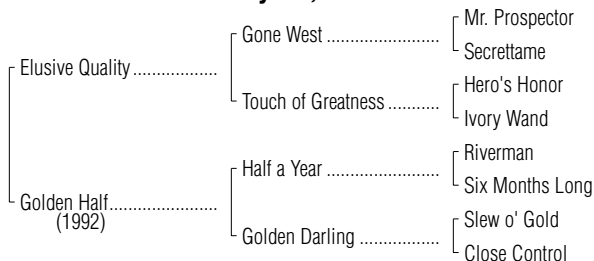 Gone West ..................... Mr. Prospector
Secrettame
Elusive Quality ................
Touch of Greatness .......... Hero's Honor
Ivory Wand
Half a Year .................... Riverman
Six Months Long
Golden Half.....................
(1992)
Golden Darling ............... Slew o' Gold
Close Control